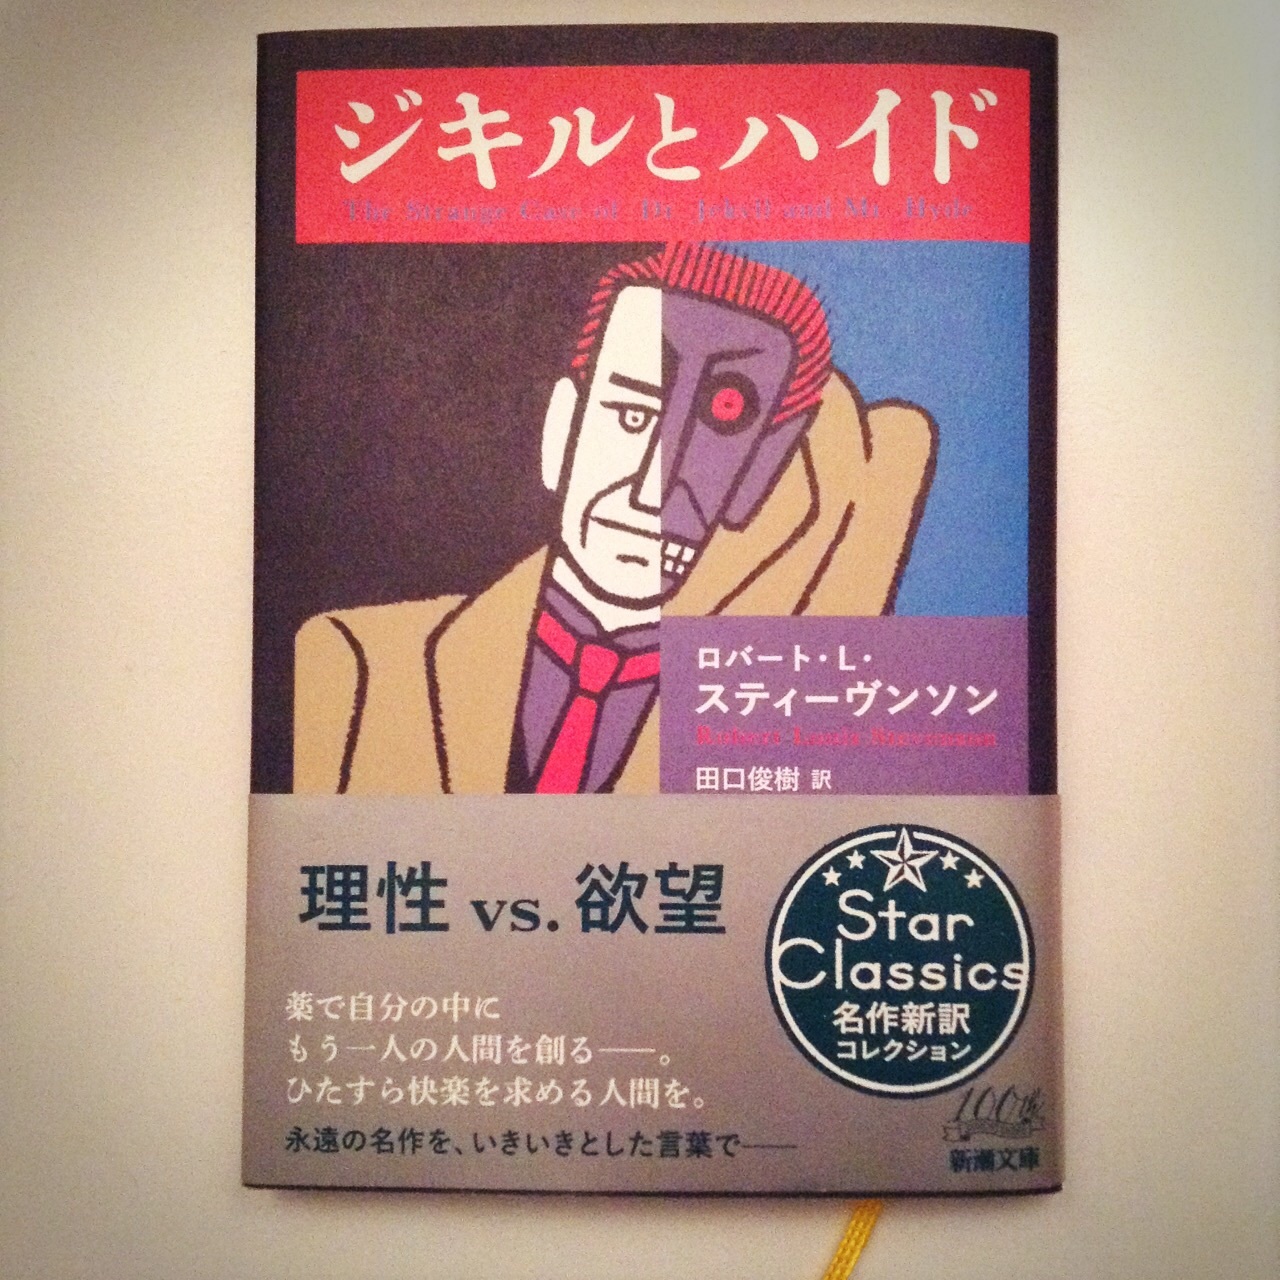 ジキルとハイド
The Strange Case of Dr. Jekyll and Mr. Hyde
ロバート・L・
スティーヴンソン
Robert Louis Stevenson
田口俊樹 訳
理性 vs. 欲望
薬で自分の中に
もう一人の人間を創る――。
ひたすら快楽を求める人間を。
永遠の名作を、いきいきとした言葉で――
Star
Classics
名作新訳
コレクション
100th
新潮文庫